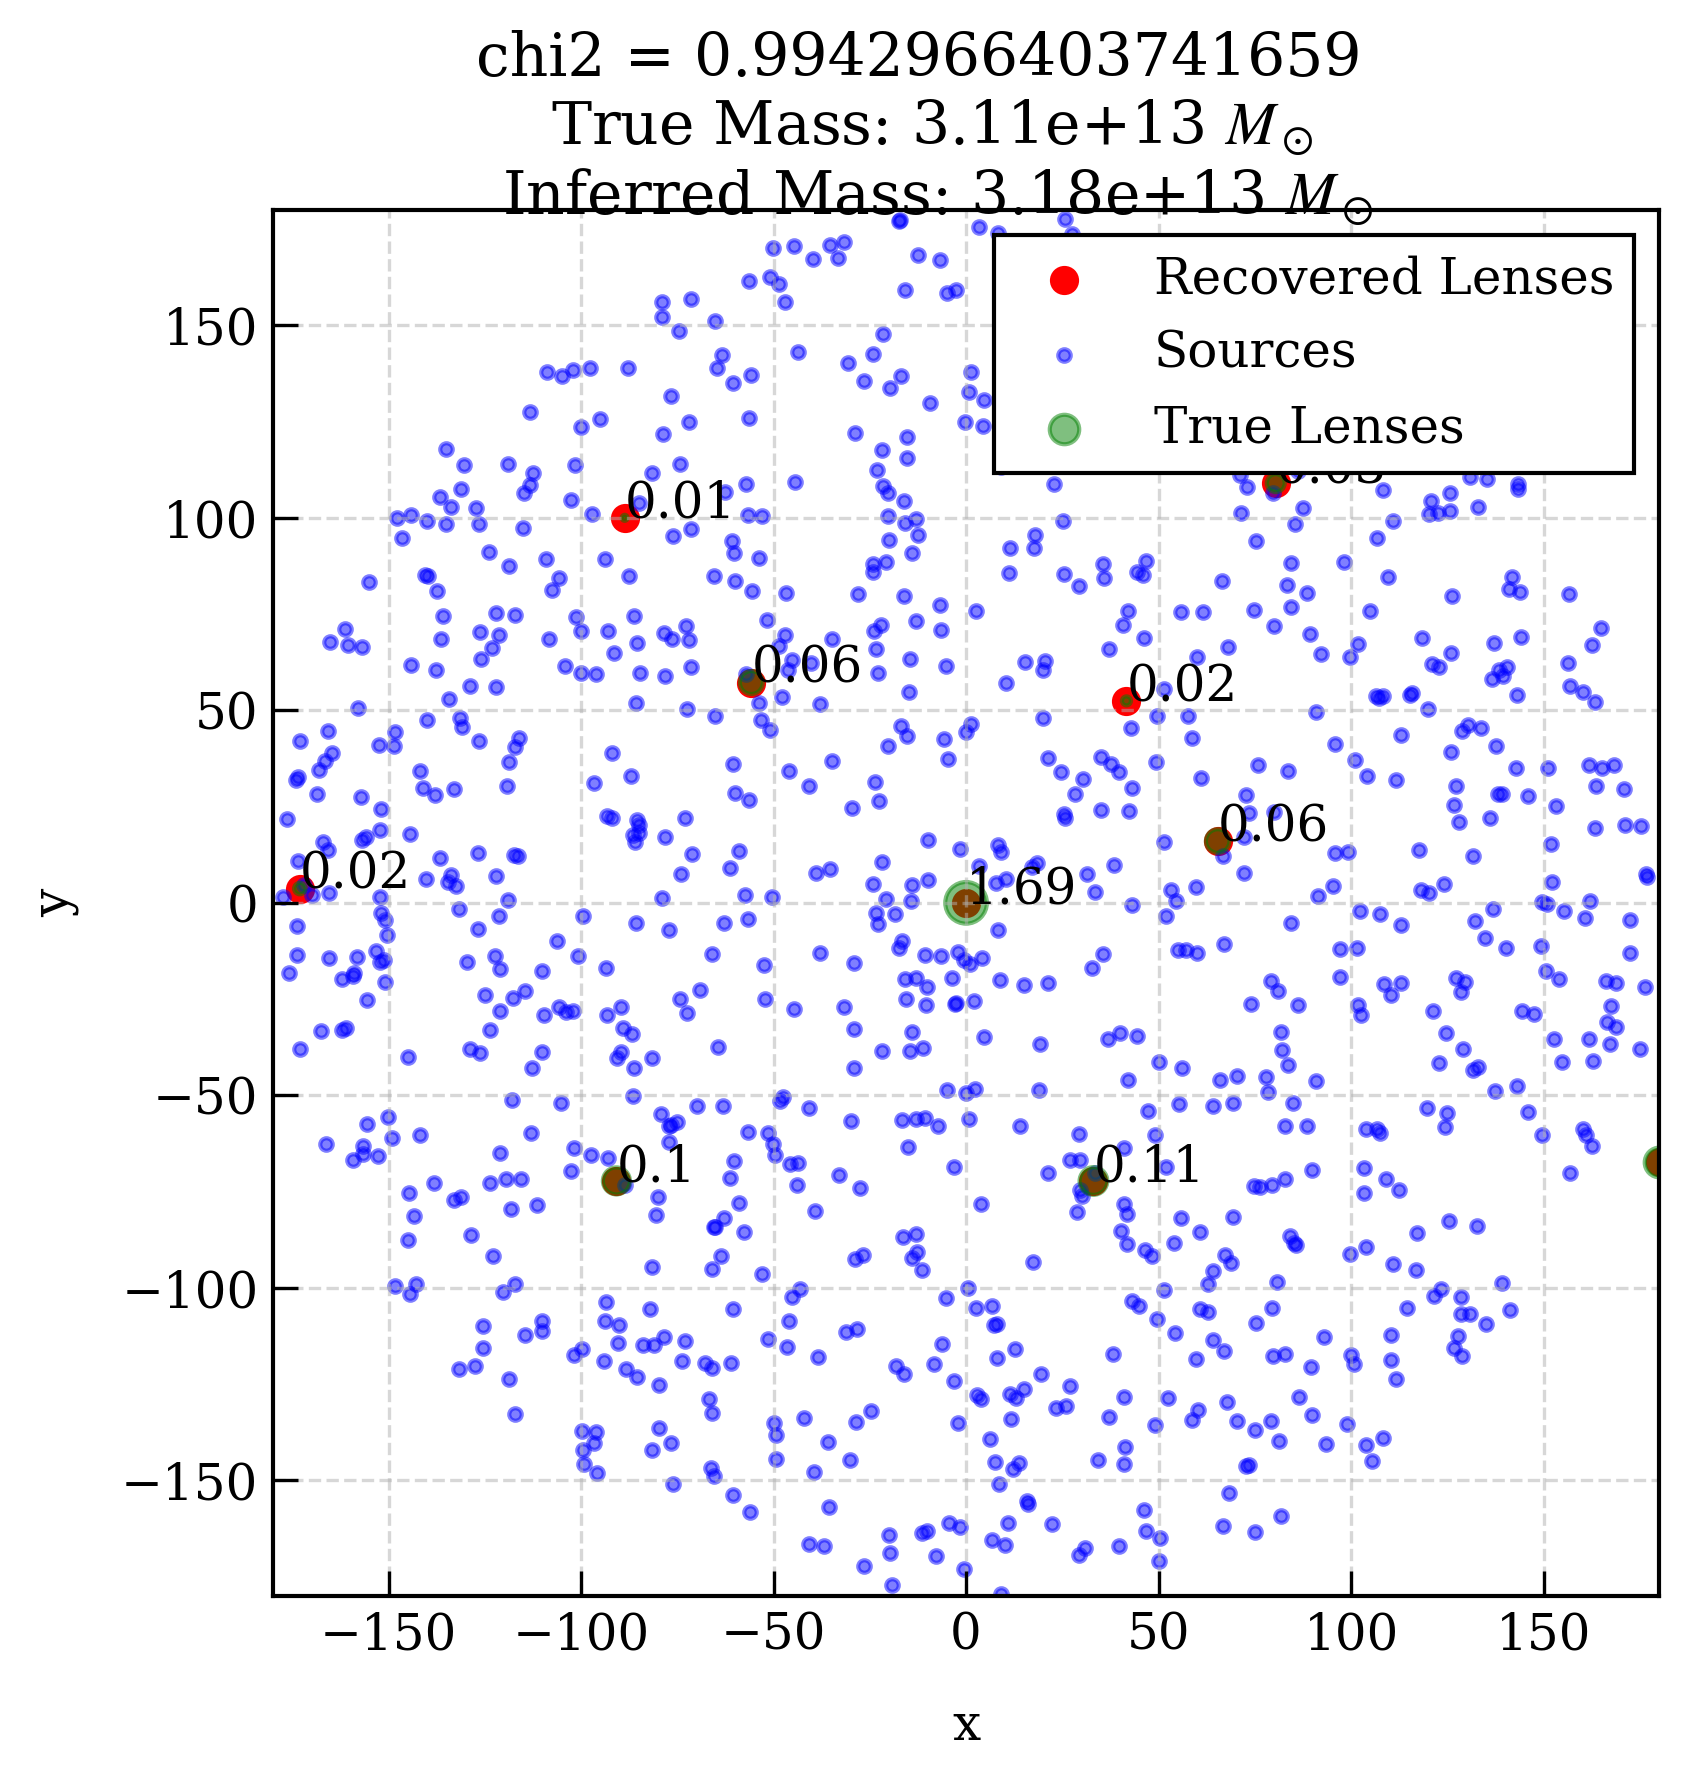 chi2 = 0.9942966403741659
True Mass: 3.11e+13 M⊙
Inferred Mass: 3.18e+13 M⊙
Recovered Lenses
Sources
True Lenses
150
100
50
0
−50
−100
−150
y
0.01
0.06
0.02
0.06
0.02
1.69
0.1
0.11
−150
−100
−50
0
50
100
150
x